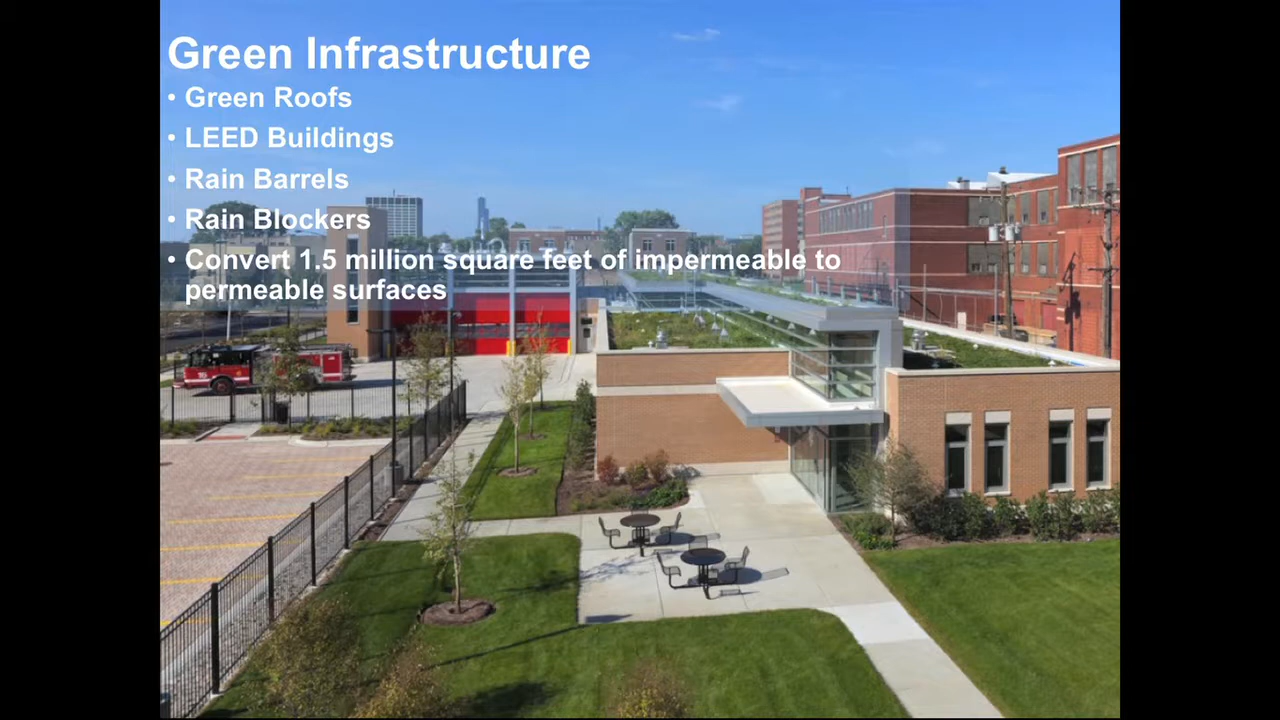 Green Infrastructure
• Green Roofs
• LEED Buildings
• Rain Barrels
• Rain Blockers
• Convert 1.5 million square feet of impermeable to
permeable surfaces